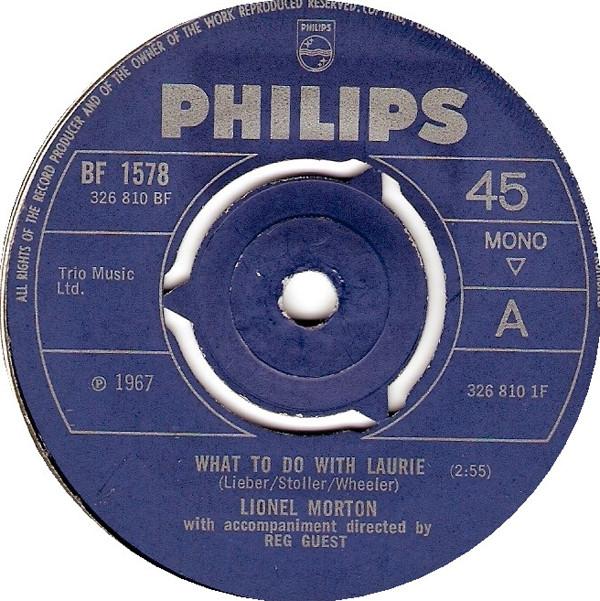 ALL RIGHTS OF THE RECORD PRODUCER AND OF THE OWNER OF THE WORK REPRODUCED RESERVED.
PHILIPS
PHILIPS
BF 1578
326 810 BF
45
MONO
Trio Music
Ltd.
A
℗ 1967
326 810 1F
WHAT TO DO WITH LAURIE (2:55)
(Lieber/Stoller/Wheeler)
LIONEL MORTON
with accompaniment directed by
REG GUEST